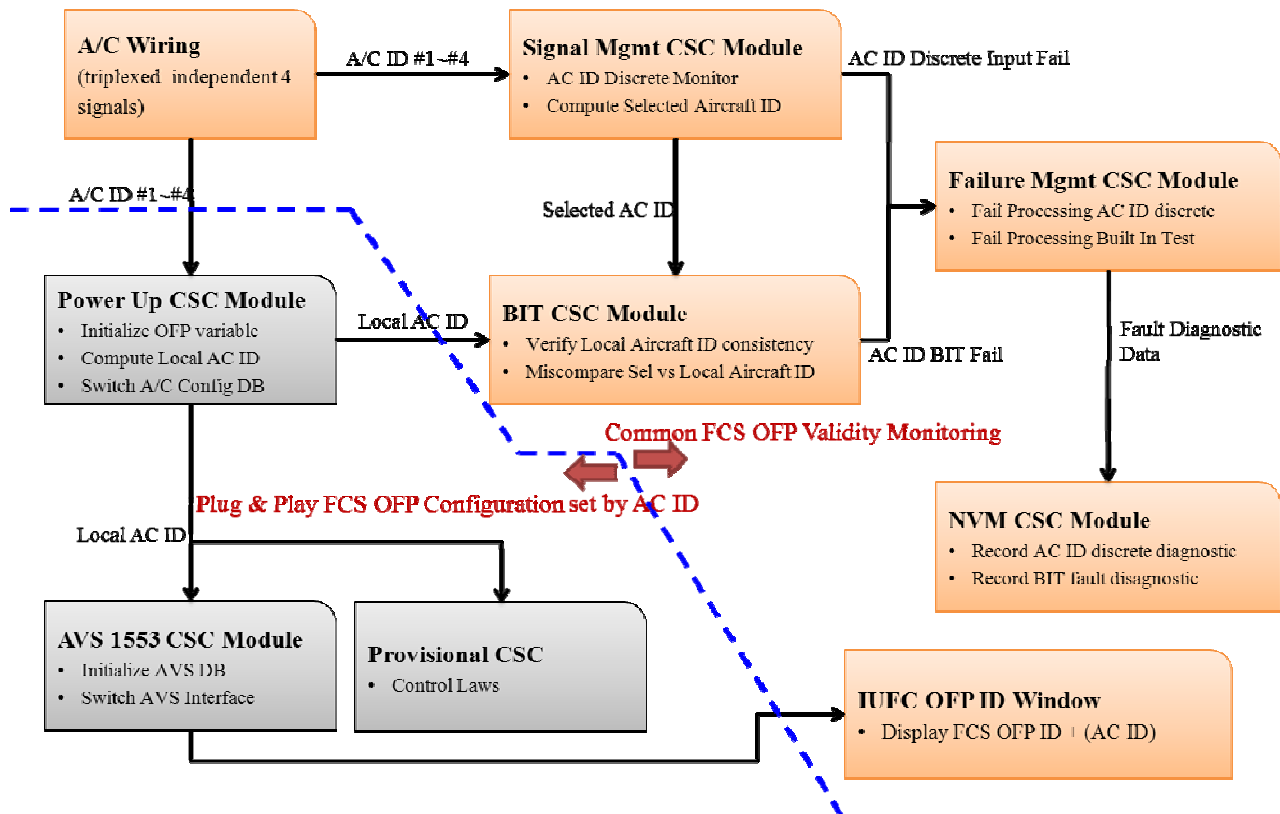 A/C Wiring
(triplexed independent 4
signals)
A/C ID #1~#4
Signal Mgmt CSC Module
• AC ID Discrete Monitor
• Compute Selected Aircraft ID
AC ID Discrete Input Fail
A/C ID #1~#4
Selected AC ID
Failure Mgmt CSC Module
• Fail Processing AC ID discrete
• Fail Processing Built In Test
Power Up CSC Module
• Initialize OFP variable
• Compute Local AC ID
• Switch A/C Config DB
Local AC ID
BIT CSC Module
• Verify Local Aircraft ID consistency
• Miscompare Sel vs Local Aircraft ID
AC ID BIT Fail
Fault Diagnostic
Data
Common FCS OFP Validity Monitoring
Plug & Play FCS OFP Configuration set by AC ID
Local AC ID
NVM CSC Module
• Record AC ID discrete diagnostic
• Record BIT fault disagnostic
AVS 1553 CSC Module
• Initialize AVS DB
• Switch AVS Interface
Provisional CSC
• Control Laws
IUFC OFP ID Window
• Display FCS OFP ID + (AC ID)